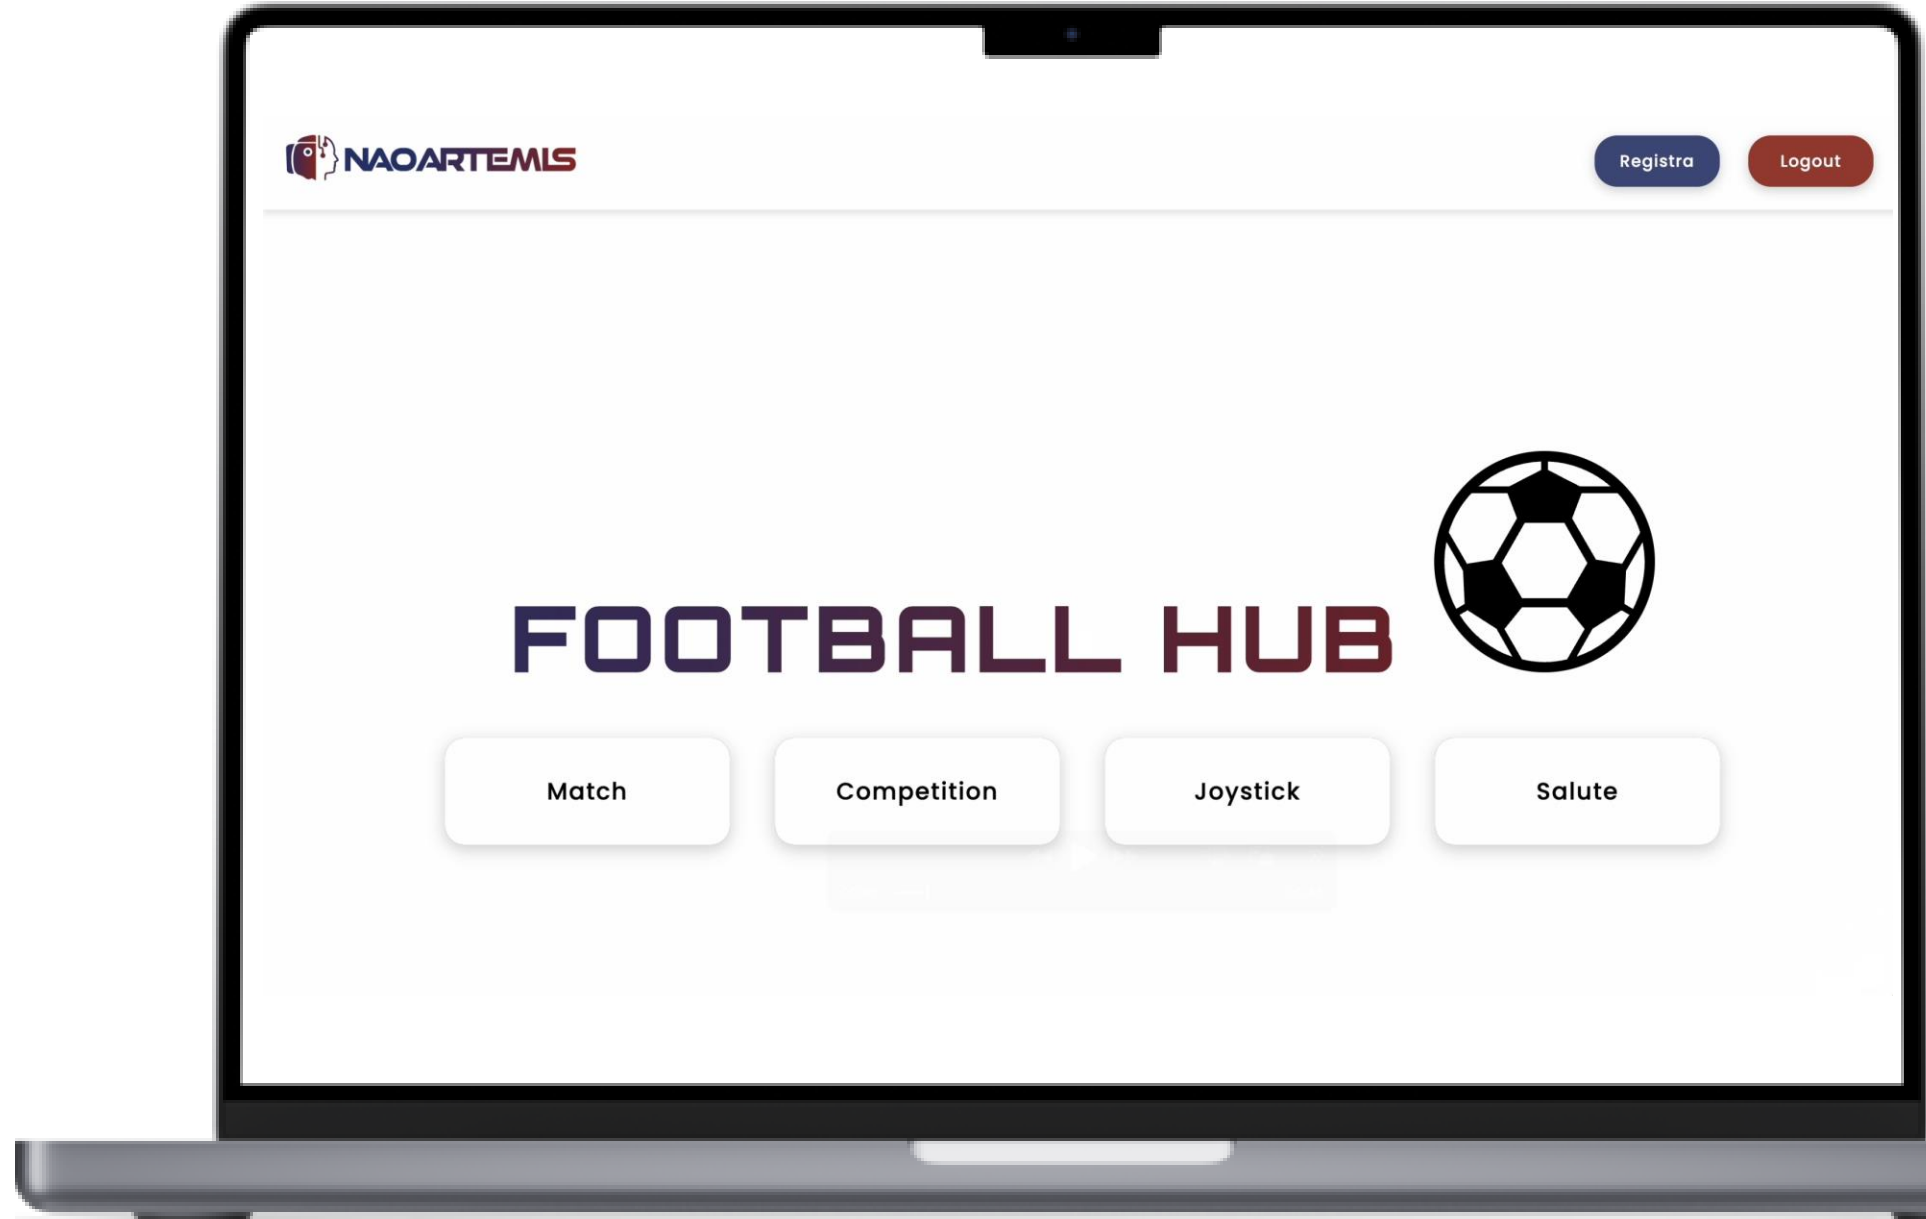 NAOARTEMIS
Registra
Logout
FOOTBALL HUB
Match
Competition
Joystick
Salute